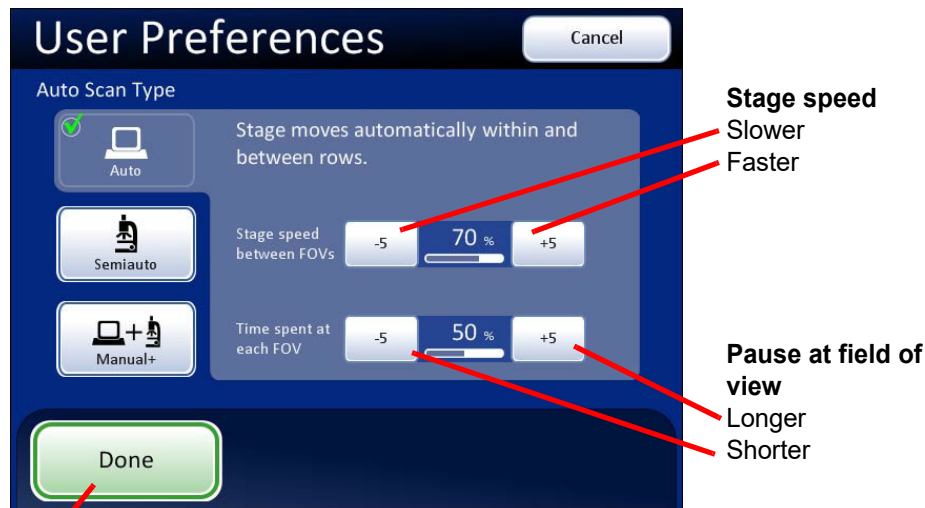 User Preferences
Cancel
Auto Scan Type
Auto
Stage moves automatically within and
between rows.
Semiauto
Stage speed
between FOVs
-5
70 %
+5
Manual+
Time spent at
each FOV
-5
50 %
+5
Done
Stage speed
Slower
Faster
Pause at field of
view
Longer
Shorter